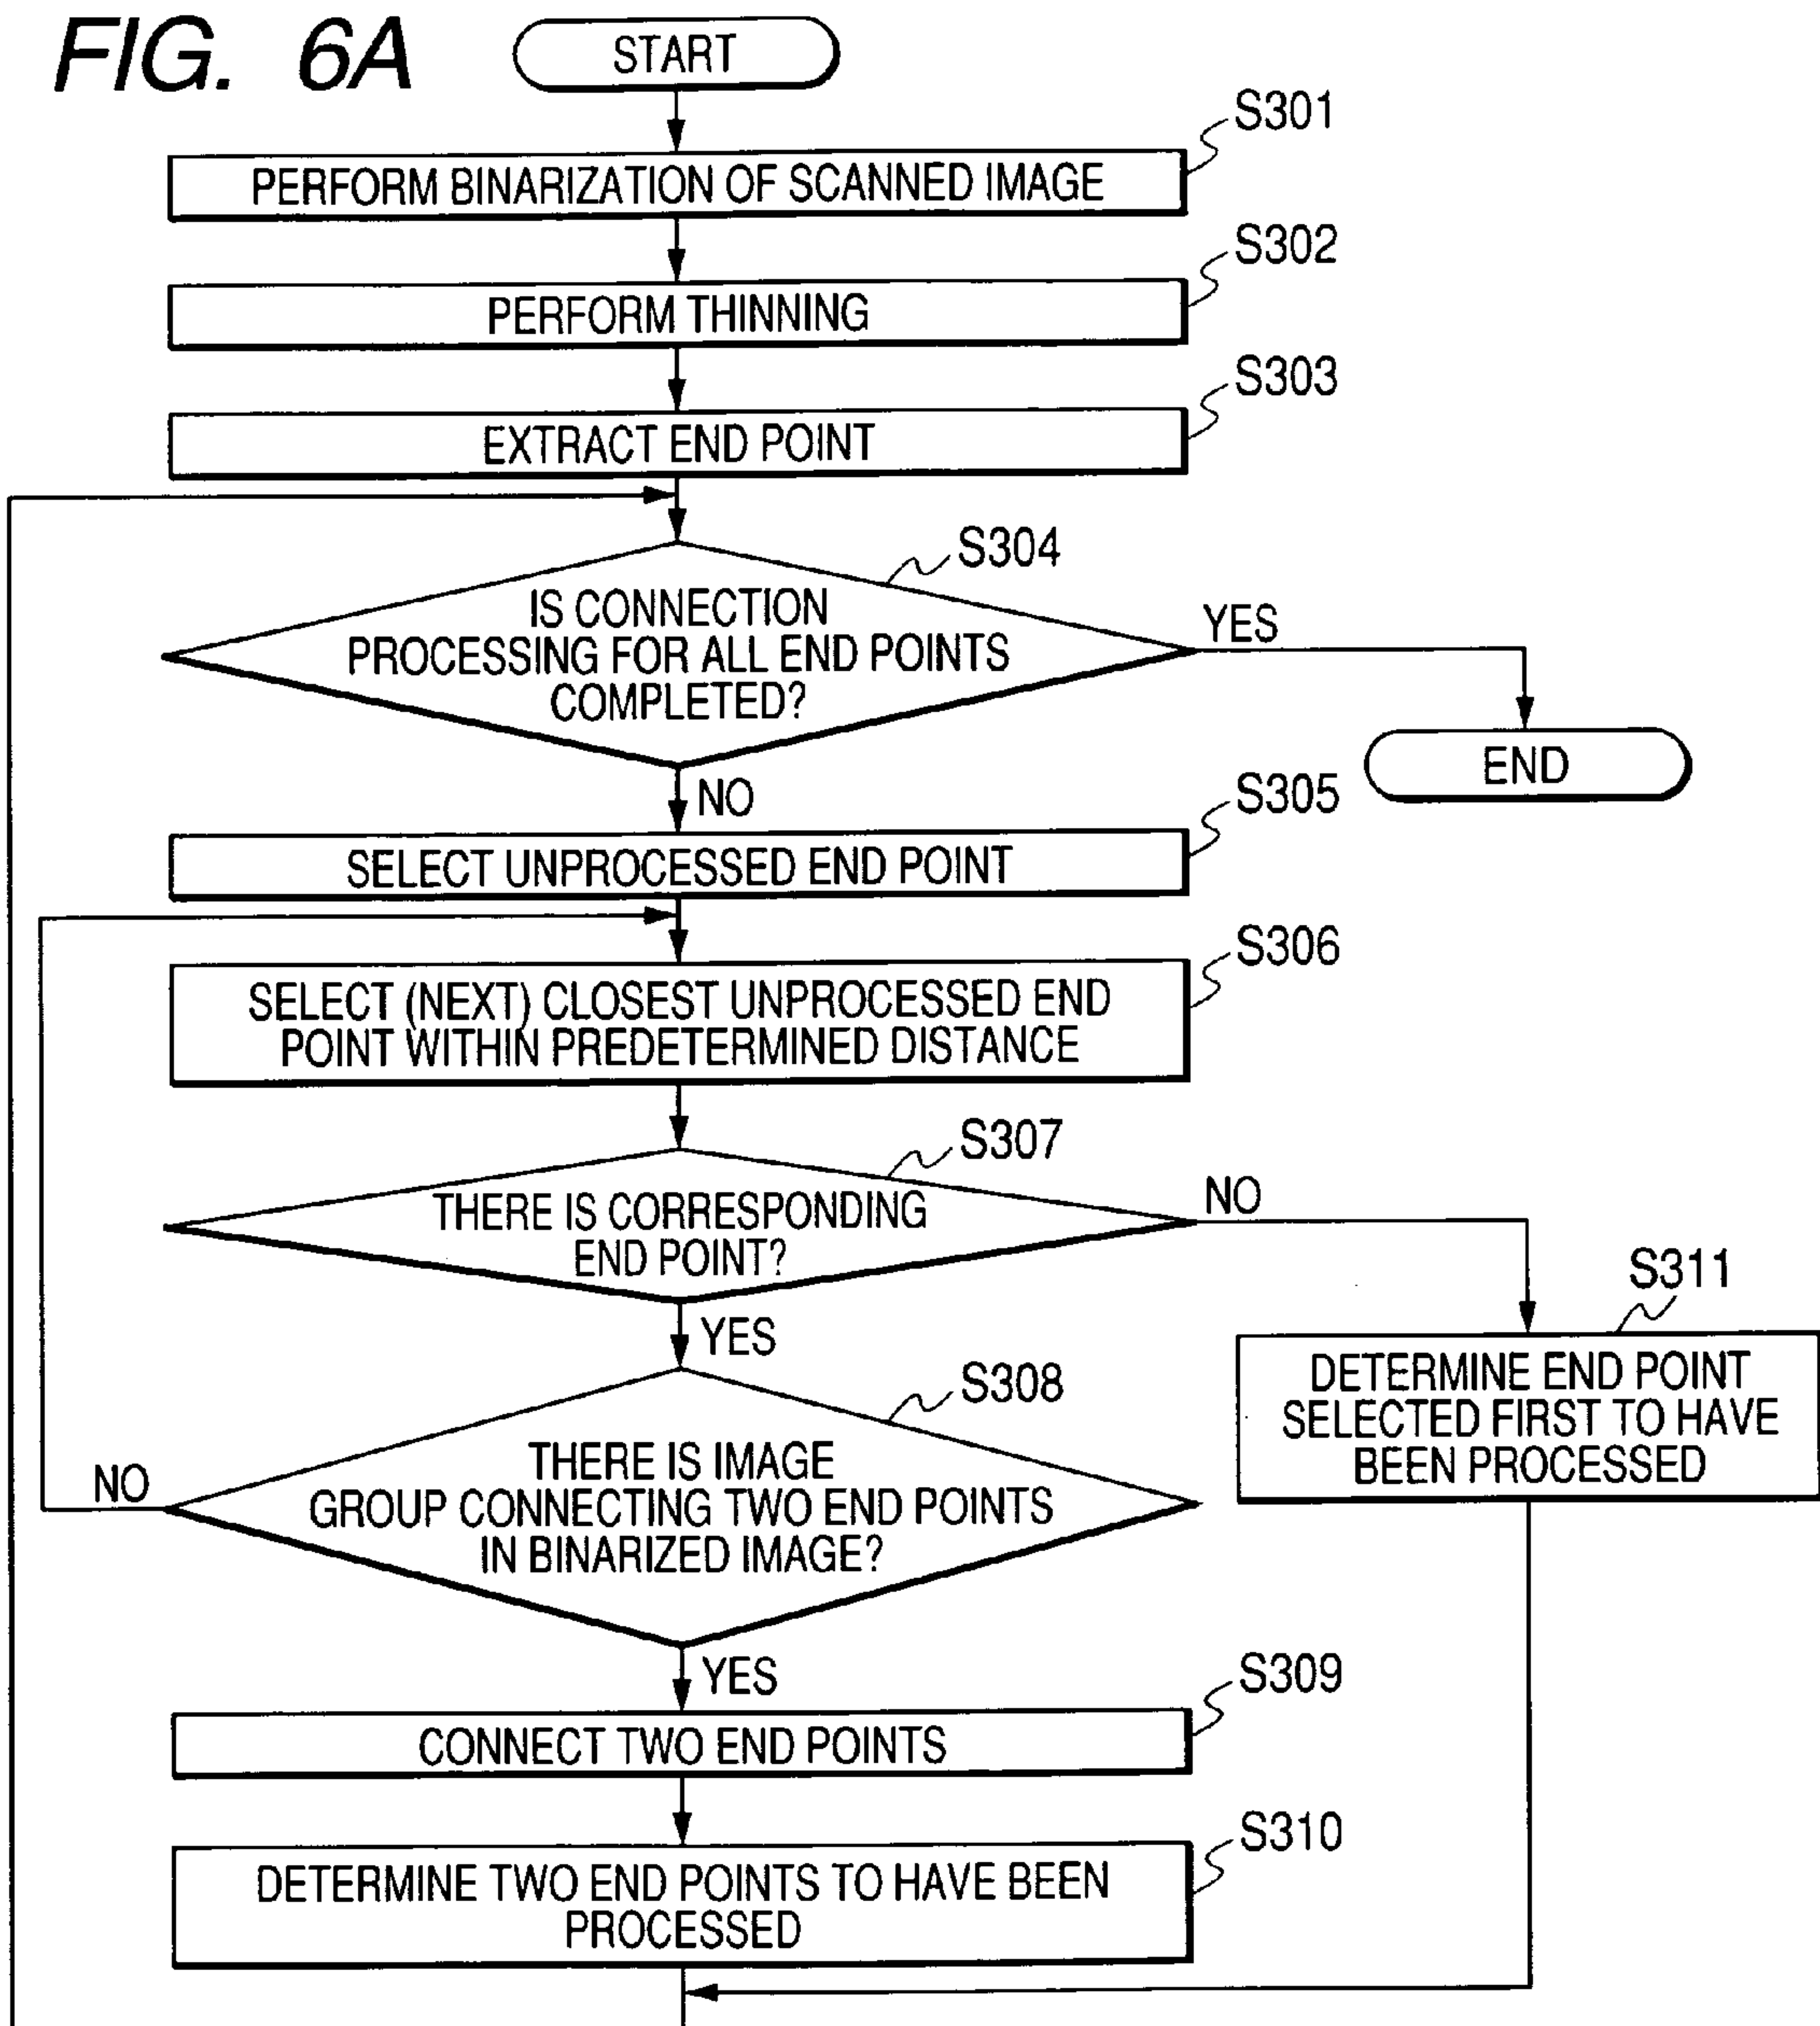 FIG. 6A
START
S301
PERFORM BINARIZATION OF SCANNED IMAGE
S302
PERFORM THINNING
S303
EXTRACT END POINT
S304
IS CONNECTION
PROCESSING FOR ALL END POINTS
COMPLETED?
YES
END
NO
S305
SELECT UNPROCESSED END POINT
S306
SELECT (NEXT) CLOSEST UNPROCESSED END
POINT WITHIN PREDETERMINED DISTANCE
S307
THERE IS CORRESPONDING
END POINT?
NO
YES
S311
DETERMINE END POINT
SELECTED FIRST TO HAVE
BEEN PROCESSED
S308
THERE IS IMAGE
GROUP CONNECTING TWO END POINTS
IN BINARIZED IMAGE?
NO
YES
S309
CONNECT TWO END POINTS
S310
DETERMINE TWO END POINTS TO HAVE BEEN
PROCESSED